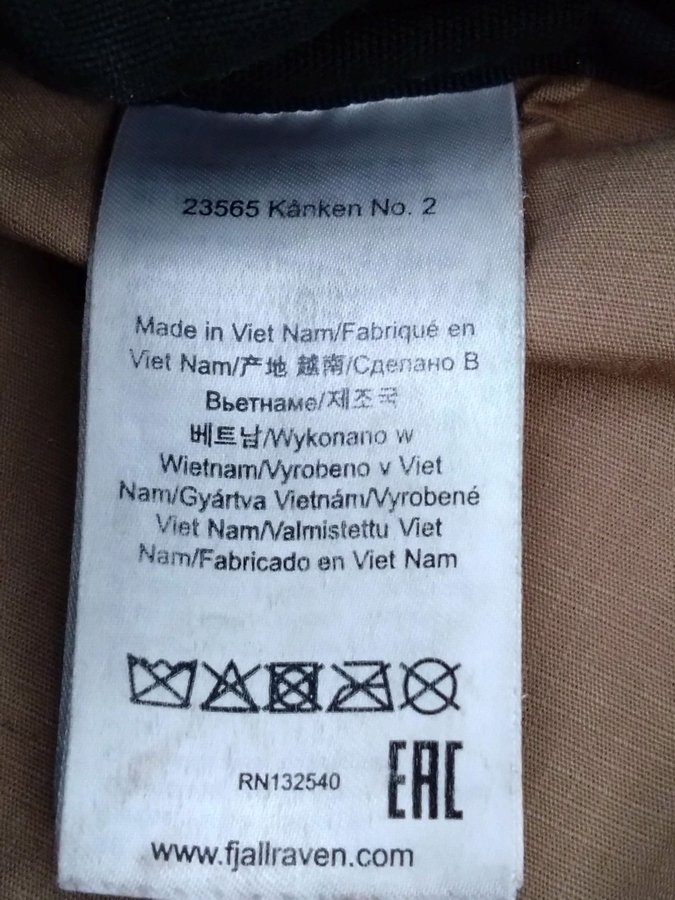 23565 Kånken No. 2
Made in Viet Nam/Fabriqué en
Viet Nam/产地 越南/Сделано В
Вьетнаме/제조국
베트남/Wykonano w
Wietnam/Vyrobeno v Viet
Nam/Gyártva Vietnám/Vyrobené
Viet Nam/Valmistettu Viet
Nam/Fabricado en Viet Nam
RN132540
EAC
www.fjallraven.com